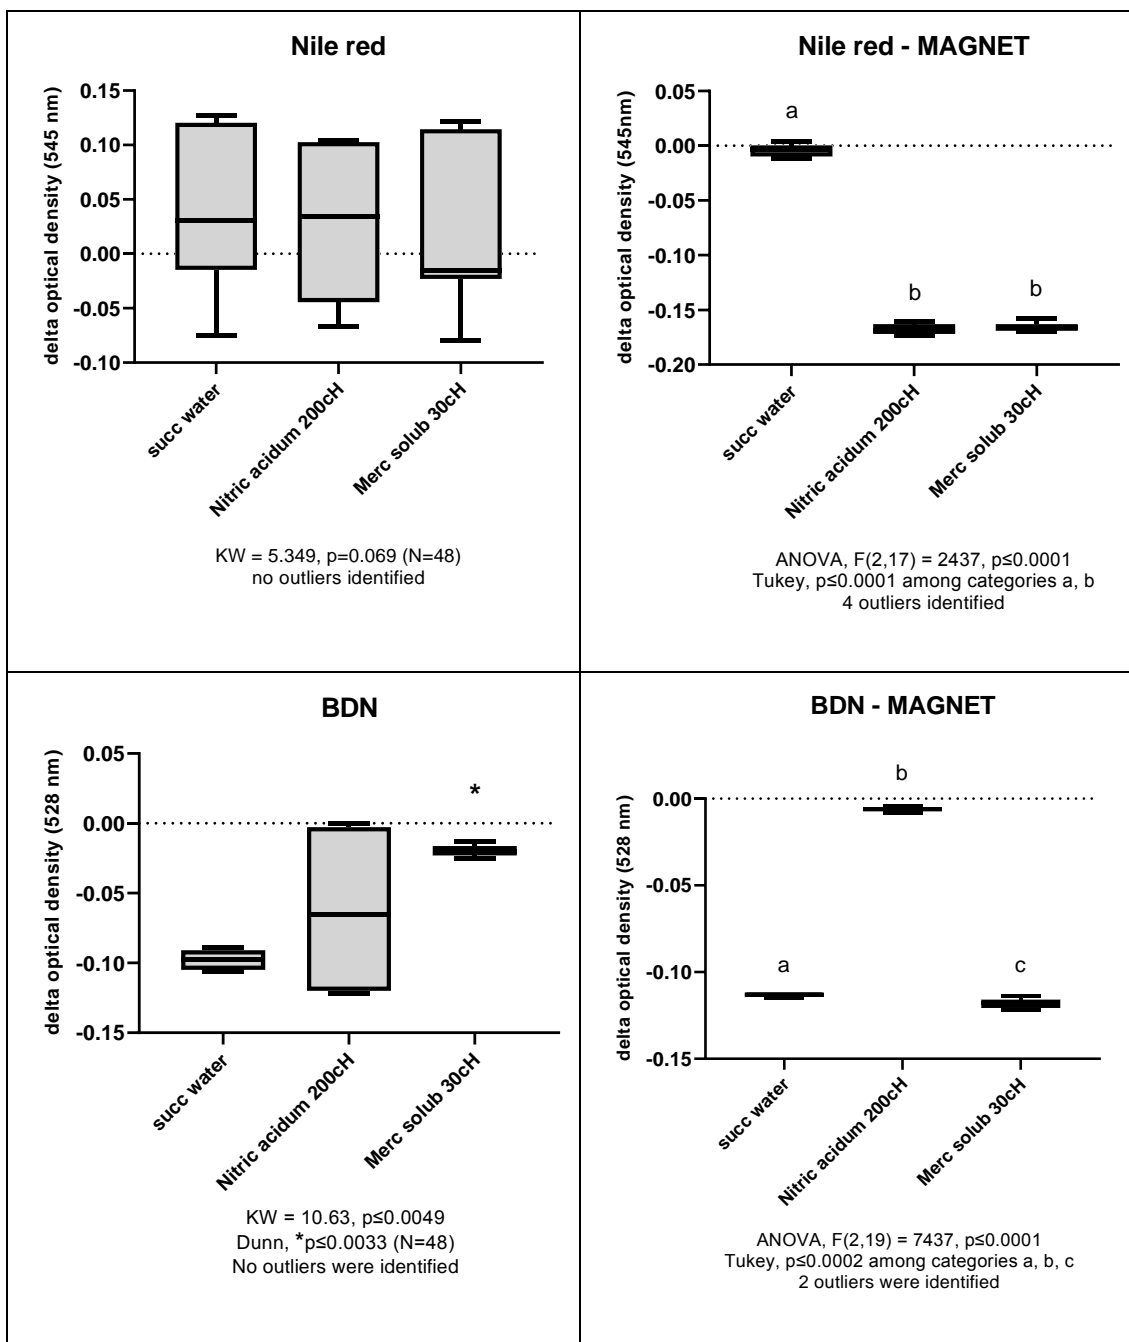 Nile red
delta optical density (545 nm)
0.15
0.10
0.05
0.00
-0.05
-0.10
succ water
Nitric acidum 200cH
Merc solub 30cH
KW = 5.349, p=0.069 (N=48)
no outliers identified
Nile red - MAGNET
delta optical density (545nm)
0.05
0.00
-0.05
-0.10
-0.15
-0.20
a
b
b
succ water
Nitric acidum 200cH
Merc solub 30cH
ANOVA, F(2,17) = 2437, p≤0.0001
Tukey, p≤0.0001 among categories a, b
4 outliers identified
BDN
delta optical density (528 nm)
0.05
0.00
-0.05
-0.10
-0.15
*
succ water
Nitric acidum 200cH
Merc solub 30cH
KW = 10.63, p≤0.0049
Dunn, *p≤0.0033 (N=48)
No outliers were identified
BDN - MAGNET
delta optical density (528 nm)
0.00
-0.05
-0.10
-0.15
a
b
c
succ water
Nitric acidum 200cH
Merc solub 30cH
ANOVA, F(2,19) = 7437, p≤0.0001
Tukey, p≤0.0002 among categories a, b, c
2 outliers were identified